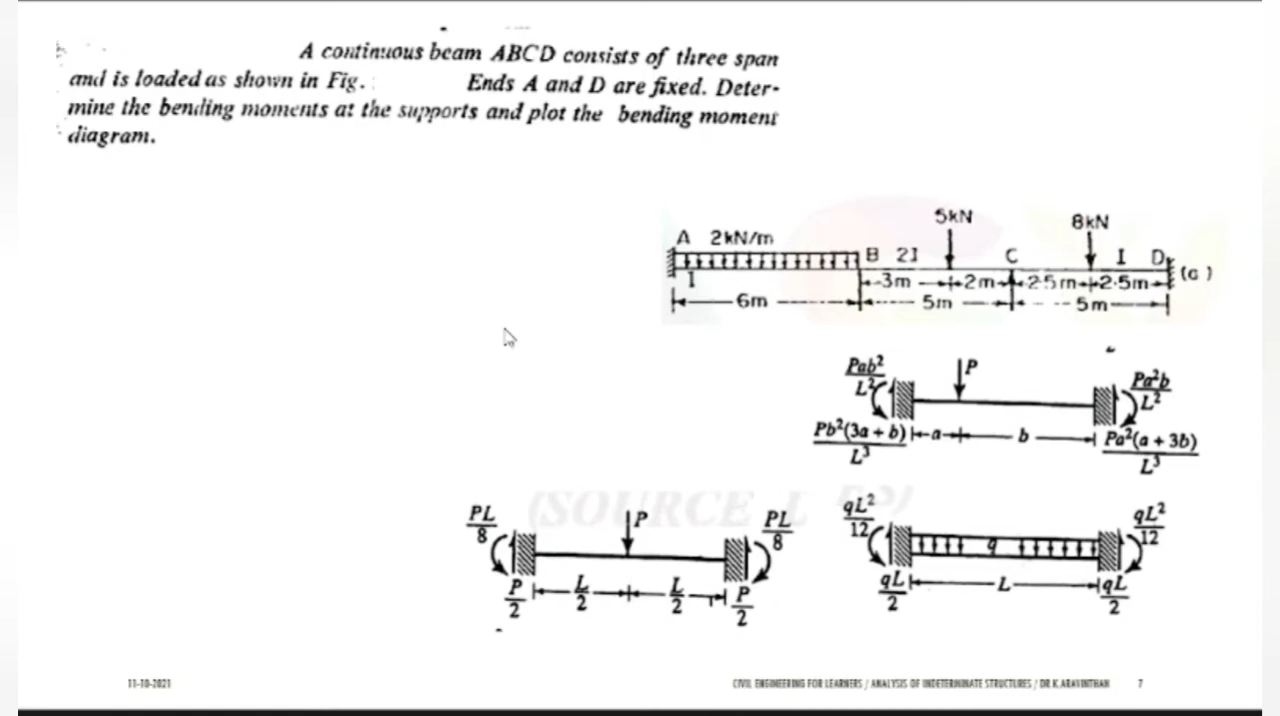 A continuous beam ABCD consists of three span
and is loaded as shown in Fig. Ends A and D are fixed. Deter-
mine the bending moments at the supports and plot the bending moment
diagram.
5kN
8kN
A 2kN/m
B 2I
C
I D
I
3m
2m
2.5m
2.5m
6m
5m
5m
Pab²
L²
P
Pa²b
L²
Pb²(3a + b)
L³
a
b
Pa²(a + 3b)
L³
(SOURCE
PL
8
P
PL
8
P
2
L
2
L
2
P
2
qL²
12
q
qL²
12
qL
2
L
qL
2
11-10-2021
CIVIL ENGINEERING FOR LEARNERS / ANALYSIS OF INDETERMINATE STRUCTURES / DR K.ARAVINTHAN
7